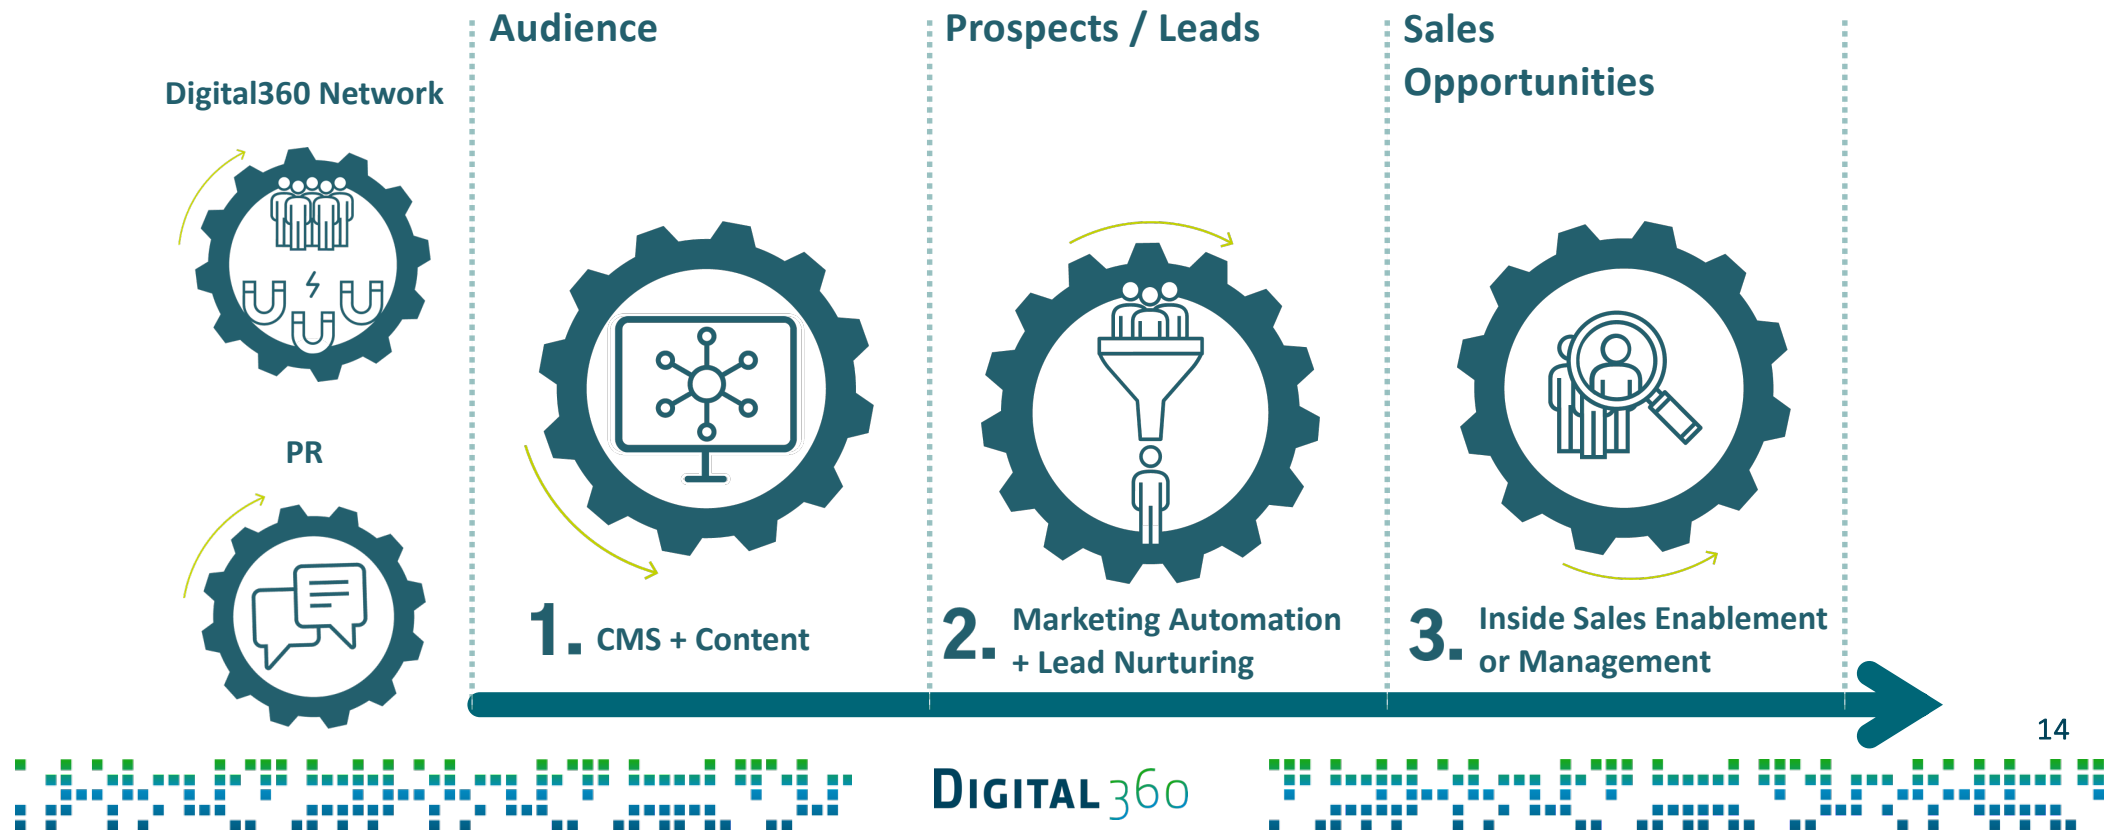 Digital360 Network
PR
Audience
1. CMS + Content
Prospects / Leads
2. Marketing Automation
+ Lead Nurturing
Sales
Opportunities
3. Inside Sales Enablement
or Management
14
DIGITAL 360